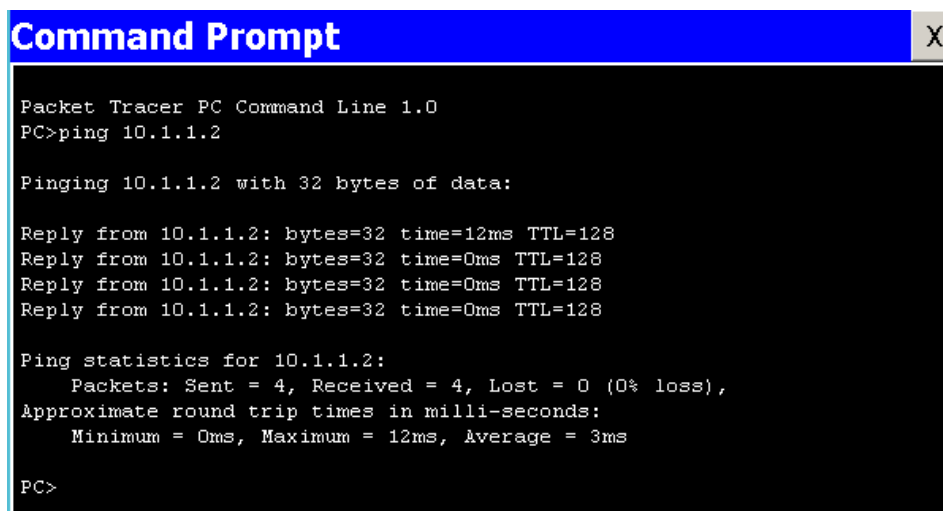 Command Prompt
X
Packet Tracer PC Command Line 1.0
PC>ping 10.1.1.2
Pinging 10.1.1.2 with 32 bytes of data:
Reply from 10.1.1.2: bytes=32 time=12ms TTL=128
Reply from 10.1.1.2: bytes=32 time=0ms TTL=128
Reply from 10.1.1.2: bytes=32 time=0ms TTL=128
Reply from 10.1.1.2: bytes=32 time=0ms TTL=128
Ping statistics for 10.1.1.2:
Packets: Sent = 4, Received = 4, Lost = 0 (0% loss),
Approximate round trip times in milli-seconds:
Minimum = 0ms, Maximum = 12ms, Average = 3ms
PC>